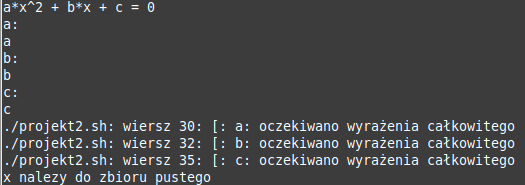 a*x^2 + b*x + c = 0
a:
a
b:
b
c:
c
./projekt2.sh: wiersz 30: [: a: oczekiwano wyrażenia całkowitego
./projekt2.sh: wiersz 32: [: b: oczekiwano wyrażenia całkowitego
./projekt2.sh: wiersz 35: [: c: oczekiwano wyrażenia całkowitego
x nalezy do zbioru pustego